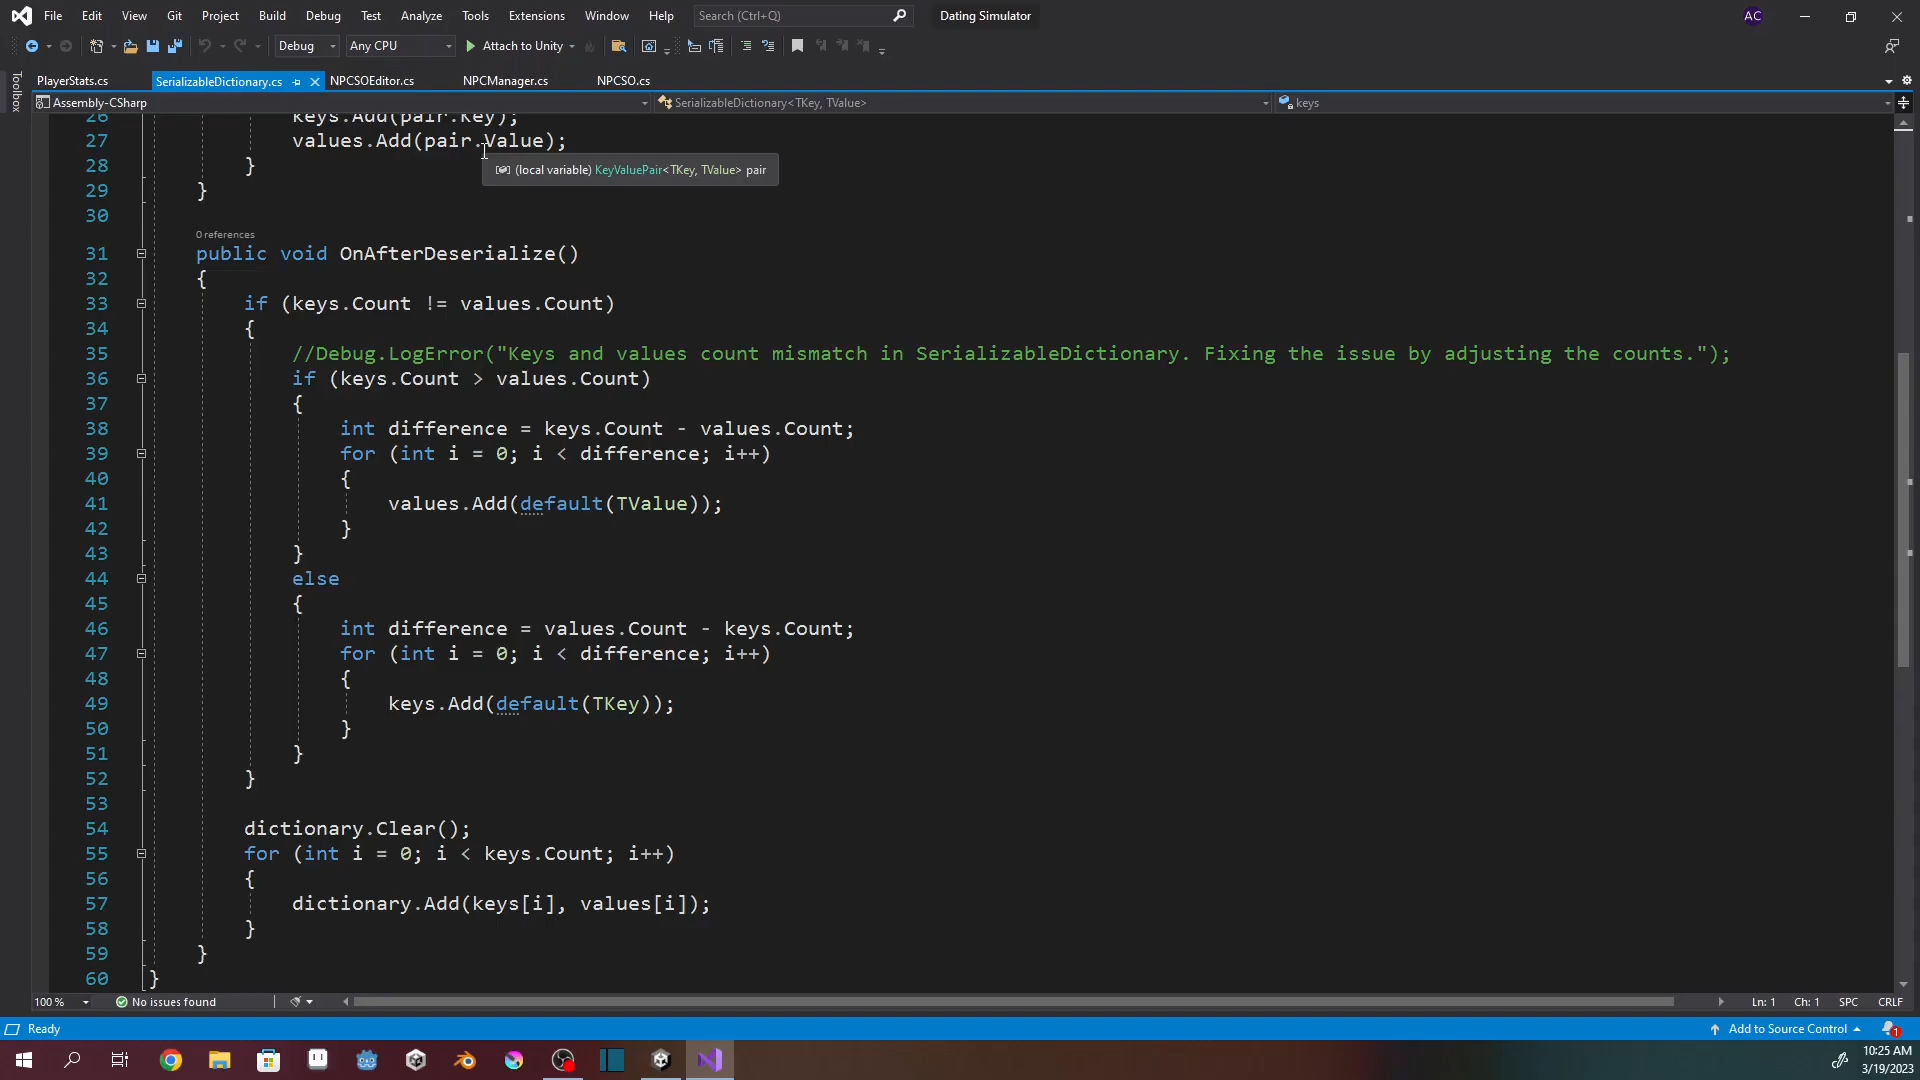 File Edit View Git Project Build Debug Test Analyze Tools Extensions Window Help Search (Ctrl+Q) Dating Simulator AC
Debug Any CPU Attach to Unity
Toolbox
PlayerStats.cs SerializableDictionary.cs NPCSOEditor.cs NPCManager.cs NPCSO.cs
Assembly-CSharp SerializableDictionary<TKey, TValue> keys
26 keys.Add(pair.Key);
27 values.Add(pair.Value);
28 }
(local variable) KeyValuePair<TKey, TValue> pair
29 }
30
0 references
31 public void OnAfterDeserialize()
32 {
33 if (keys.Count != values.Count)
34 {
35 //Debug.LogError("Keys and values count mismatch in SerializableDictionary. Fixing the issue by adjusting the counts.");
36 if (keys.Count > values.Count)
37 {
38 int difference = keys.Count - values.Count;
39 for (int i = 0; i < difference; i++)
40 {
41 values.Add(default(TValue));
42 }
43 }
44 else
45 {
46 int difference = values.Count - keys.Count;
47 for (int i = 0; i < difference; i++)
48 {
49 keys.Add(default(TKey));
50 }
51 }
52 }
53
54 dictionary.Clear();
55 for (int i = 0; i < keys.Count; i++)
56 {
57 dictionary.Add(keys[i], values[i]);
58 }
59 }
60 }
100 % No issues found Ln: 1 Ch: 1 SPC CRLF
Ready Add to Source Control 1
10:25 AM
3/19/2023